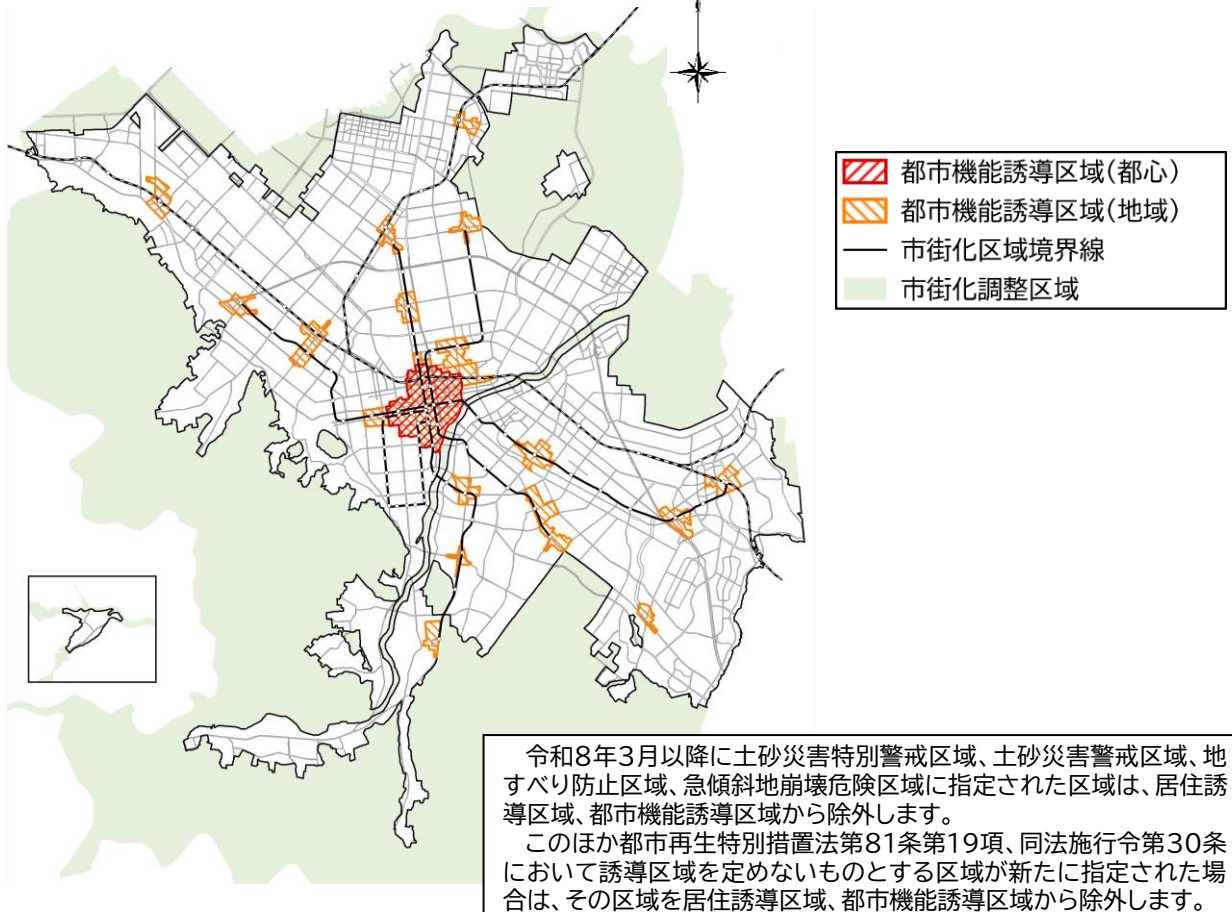 都市機能誘導区域(都心)
都市機能誘導区域(地域)
市街化区域境界線
市街化調整区域
令和8年3月以降に土砂災害特別警戒区域、土砂災害警戒区域、地
すべり防止区域、急傾斜地崩壊危険区域に指定された区域は、居住誘
導区域、都市機能誘導区域から除外します。
このほか都市再生特別措置法第81条第19項、同法施行令第30条
において誘導区域を定めないものとする区域が新たに指定された場
合は、その区域を居住誘導区域、都市機能誘導区域から除外します。